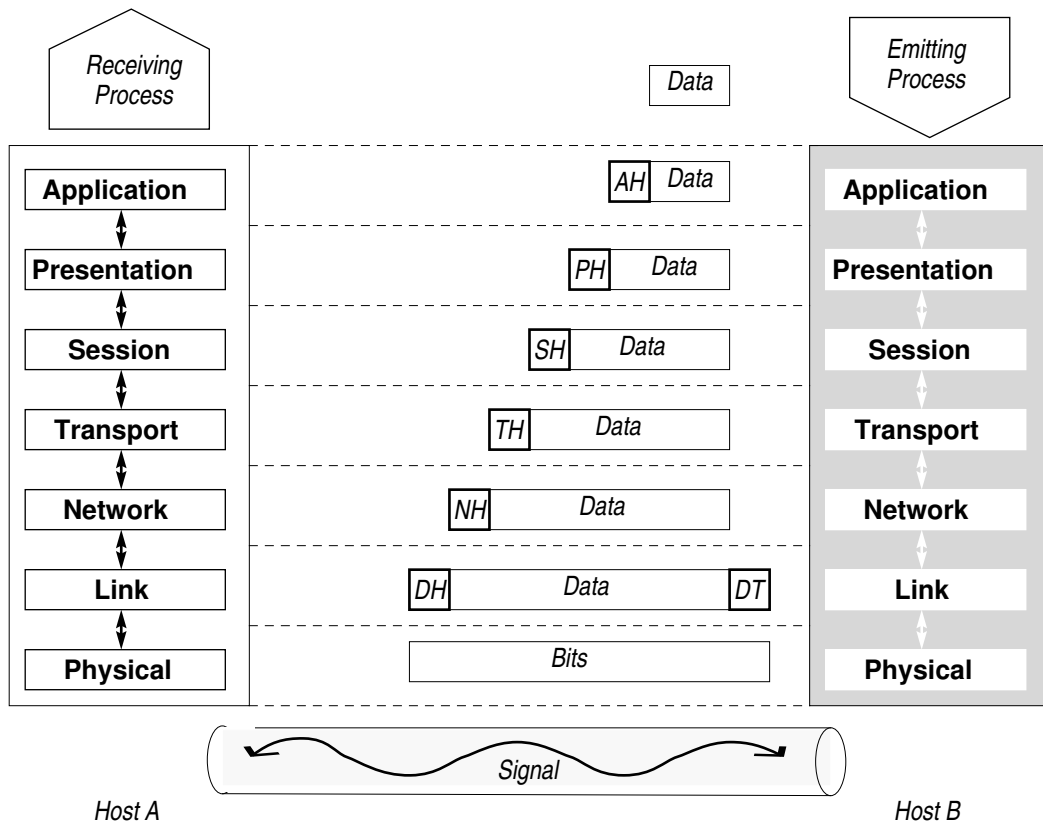 Receiving
Process
Data
Emitting
Process
Application
AH Data
Application
Presentation
PH Data
Presentation
Session
SH Data
Session
Transport
TH Data
Transport
Network
NH Data
Network
Link
DH Data DT
Link
Physical
Bits
Physical
Signal
Host A
Host B